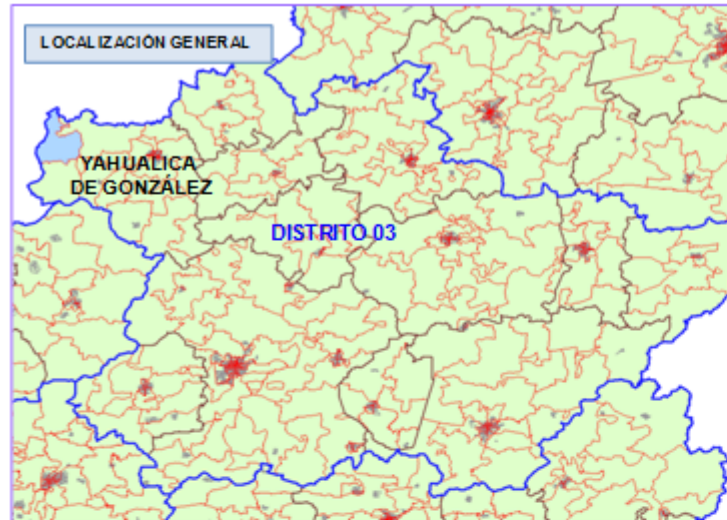 LOCALIZACIÓN GENERAL
YAHUALICA
DE GONZÁLEZ
DISTRITO 03